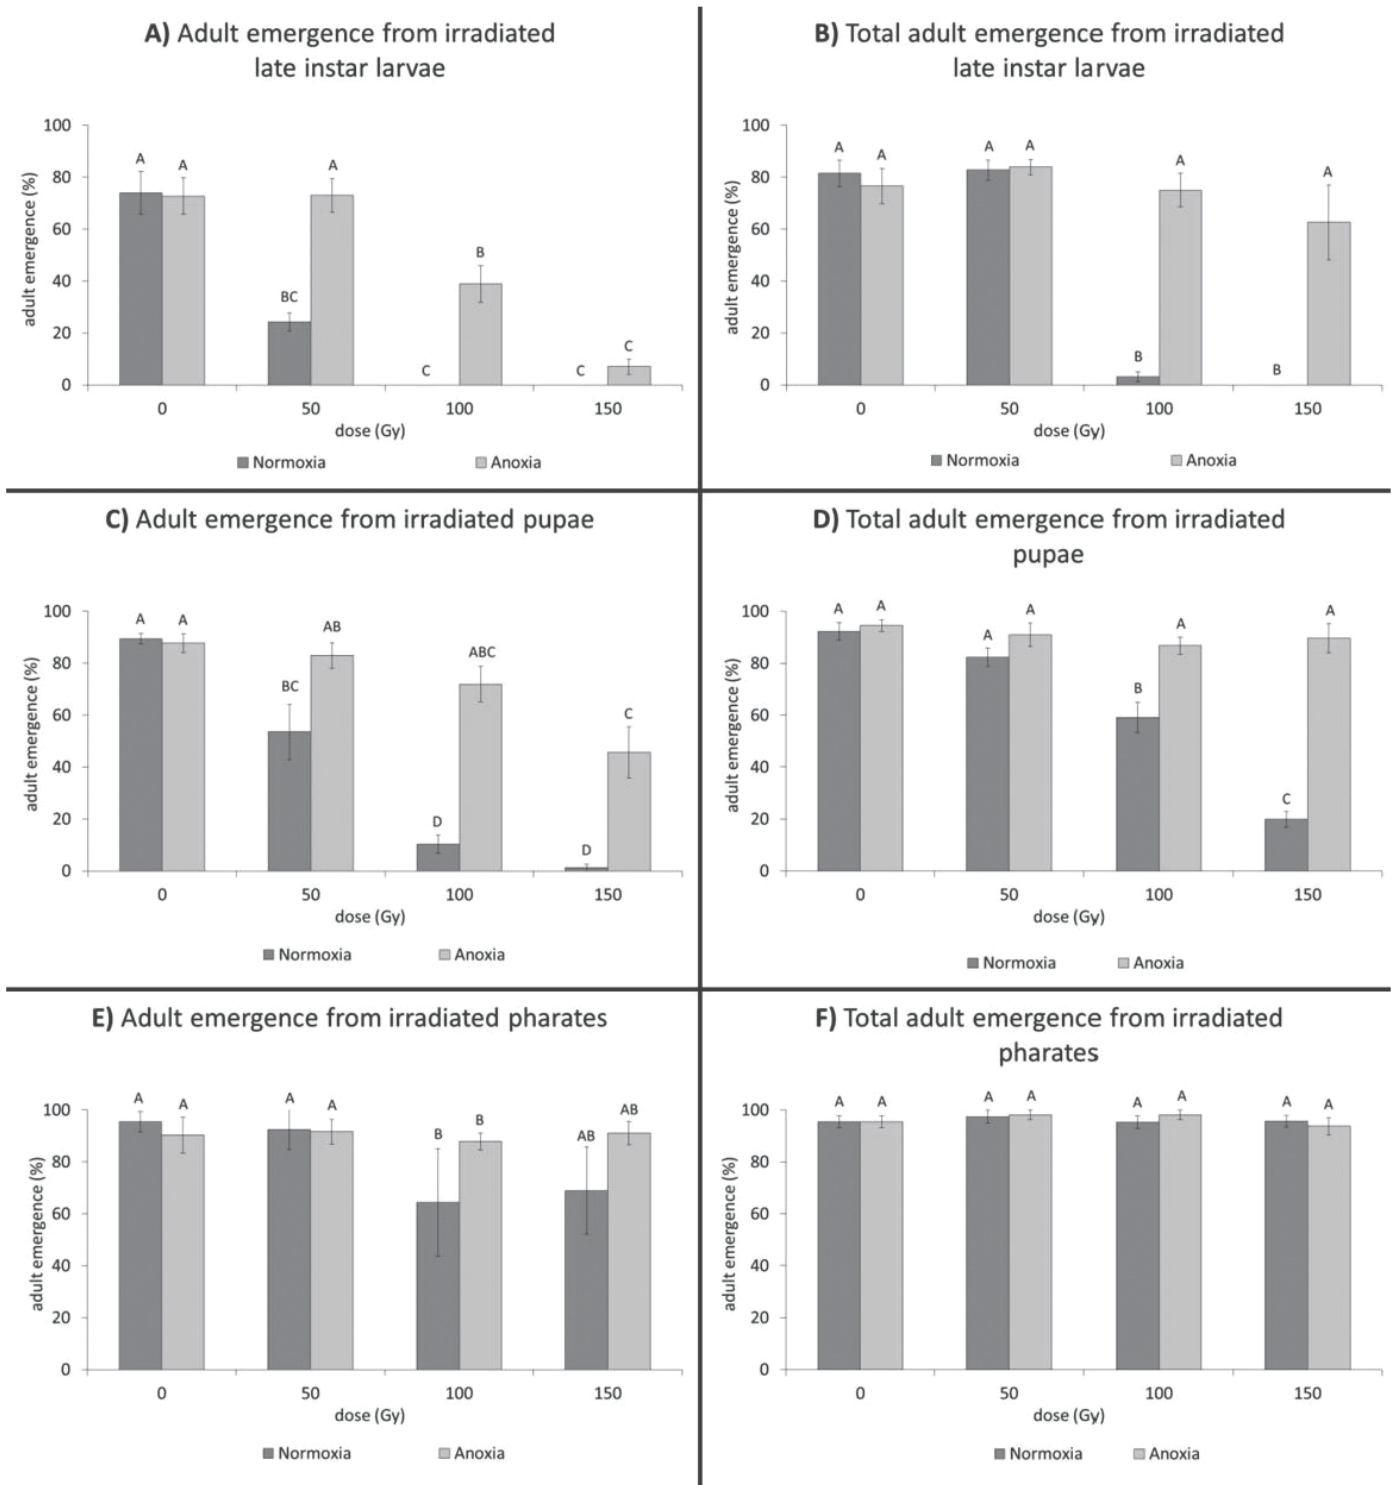 A) Adult emergence from irradiated
late instar larvae
adult emergence (%)
100
80
60
40
20
0
A
A
BC
A
C
B
C
C
0
50
100
150
dose (Gy)
Normoxia
Anoxia
B) Total adult emergence from irradiated
late instar larvae
adult emergence (%)
100
80
60
40
20
0
A
A
A
A
B
A
B
A
0
50
100
150
dose (Gy)
Normoxia
Anoxia
C) Adult emergence from irradiated pupae
adult emergence (%)
100
80
60
40
20
0
A
A
BC
AB
D
ABC
D
C
0
50
100
150
dose (Gy)
Normoxia
Anoxia
D) Total adult emergence from irradiated
pupae
adult emergence (%)
100
80
60
40
20
0
A
A
A
A
B
A
C
A
0
50
100
150
dose (Gy)
Normoxia
Anoxia
E) Adult emergence from irradiated pharates
adult emergence (%)
100
80
60
40
20
0
A
A
A
A
B
B
AB
AB
0
50
100
150
dose (Gy)
Normoxia
Anoxia
F) Total adult emergence from irradiated
pharates
adult emergence (%)
100
80
60
40
20
0
A
A
A
A
A
A
A
A
0
50
100
150
dose (Gy)
Normoxia
Anoxia